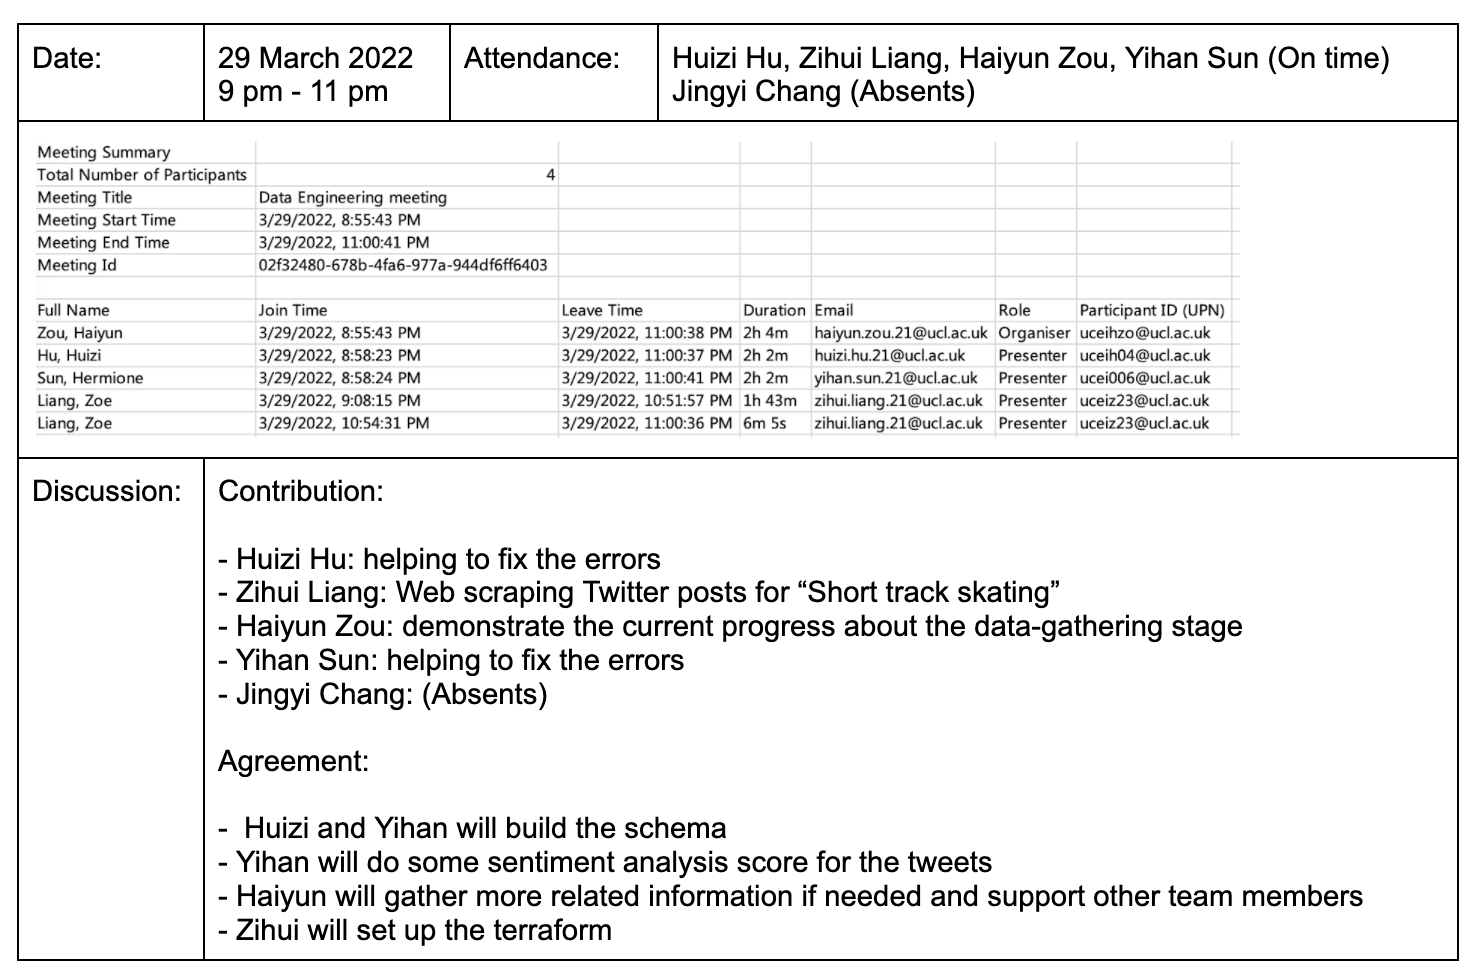 Date: 29 March 2022 Attendance: Huizi Hu, Zihui Liang, Haiyun Zou, Yihan Sun (On time)
9 pm - 11 pm Jingyi Chang (Absents)
Meeting Summary
Total Number of Participants 4
Meeting Title Data Engineering meeting
Meeting Start Time 3/29/2022, 8:55:43 PM
Meeting End Time 3/29/2022, 11:00:41 PM
Meeting Id 02f32480-678b-4fa6-977a-944df6ff6403
Full Name Join Time Leave Time Duration Email Role Participant ID (UPN)
Zou, Haiyun 3/29/2022, 8:55:43 PM 3/29/2022, 11:00:38 PM 2h 4m haiyun.zou.21@ucl.ac.uk Organiser uceihzo@ucl.ac.uk
Hu, Huizi 3/29/2022, 8:58:23 PM 3/29/2022, 11:00:37 PM 2h 2m huizi.hu.21@ucl.ac.uk Presenter uceih04@ucl.ac.uk
Sun, Hermione 3/29/2022, 8:58:24 PM 3/29/2022, 11:00:41 PM 2h 2m yihan.sun.21@ucl.ac.uk Presenter ucei006@ucl.ac.uk
Liang, Zoe 3/29/2022, 9:08:15 PM 3/29/2022, 10:51:57 PM 1h 43m zihui.liang.21@ucl.ac.uk Presenter uceiz23@ucl.ac.uk
Liang, Zoe 3/29/2022, 10:54:31 PM 3/29/2022, 11:00:36 PM 6m 5s zihui.liang.21@ucl.ac.uk Presenter uceiz23@ucl.ac.uk
Discussion: Contribution:
- Huizi Hu: helping to fix the errors
- Zihui Liang: Web scraping Twitter posts for “Short track skating”
- Haiyun Zou: demonstrate the current progress about the data-gathering stage
- Yihan Sun: helping to fix the errors
- Jingyi Chang: (Absents)
Agreement:
- Huizi and Yihan will build the schema
- Yihan will do some sentiment analysis score for the tweets
- Haiyun will gather more related information if needed and support other team members
- Zihui will set up the terraform